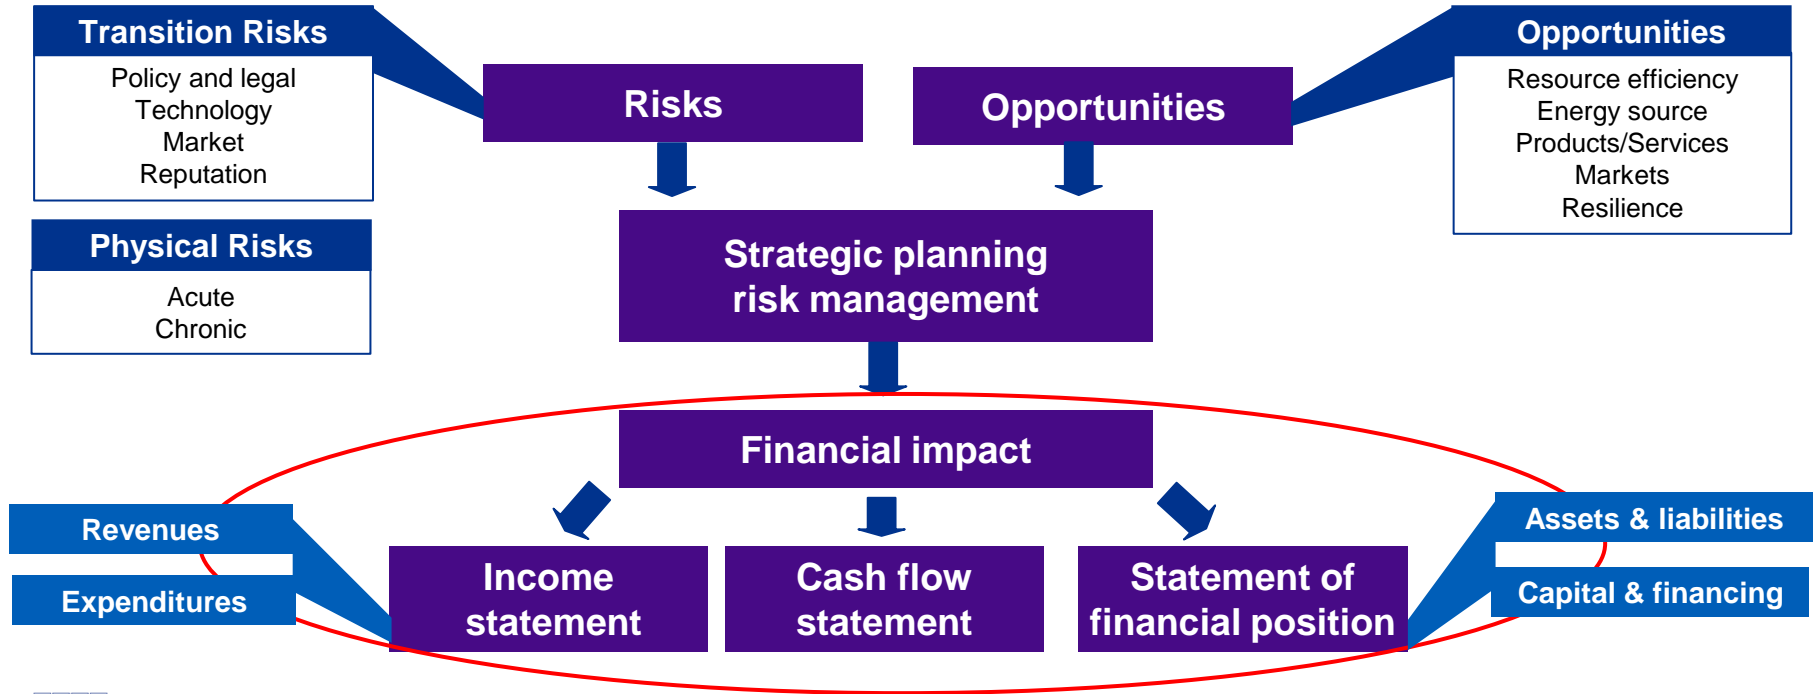 Transition Risks
Policy and legal
Technology
Market
Reputation
Physical Risks
Acute
Chronic
Risks
Opportunities
Opportunities
Resource efficiency
Energy source
Products/Services
Markets
Resilience
Strategic planning
risk management
Financial impact
Revenues
Expenditures
Income
statement
Cash flow
statement
Statement of
financial position
Assets & liabilities
Capital & financing